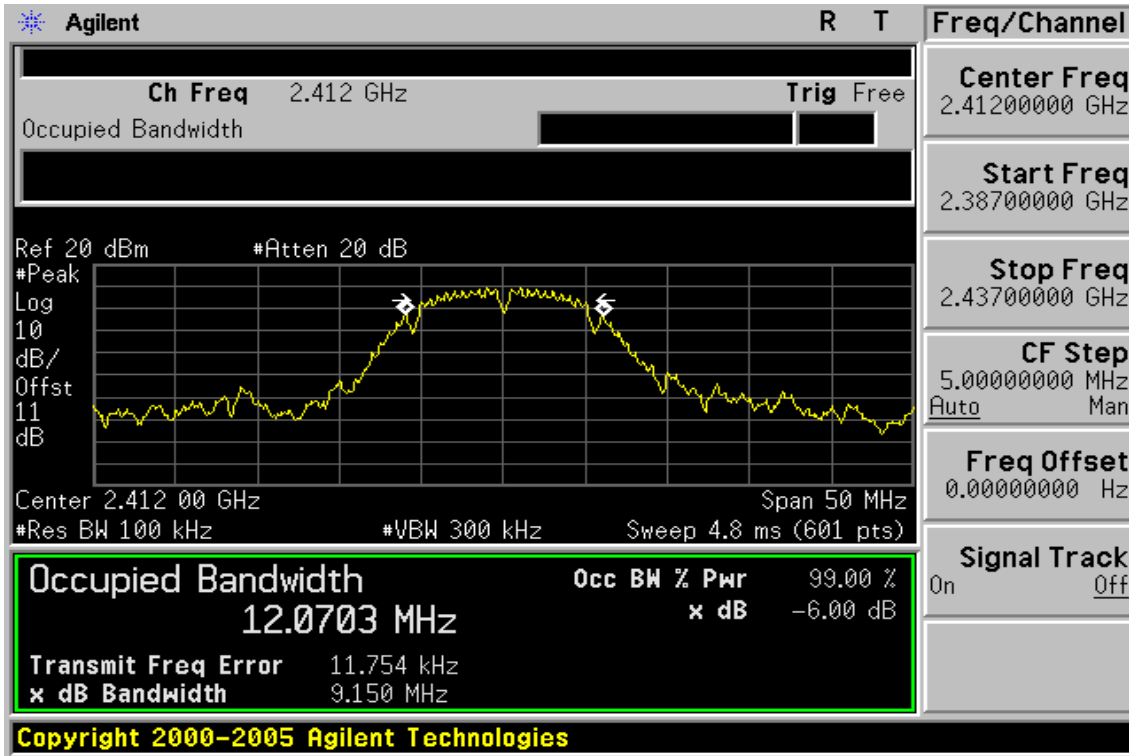 Agilent R T
Ch Freq 2.412 GHz Trig Free
Occupied Bandwidth
Ref 20 dBm #Atten 20 dB
#Peak
Log
10
dB/
Offst
11
dB
Center 2.412 00 GHz Span 50 MHz
#Res BW 100 kHz #VBW 300 kHz Sweep 4.8 ms (601 pts)
Occupied Bandwidth
12.0703 MHz
Occ BW % Pwr 99.00 %
x dB -6.00 dB
Transmit Freq Error 11.754 kHz
x dB Bandwidth 9.150 MHz
Copyright 2000-2005 Agilent Technologies
Freq/Channel
Center Freq
2.41200000 GHz
Start Freq
2.38700000 GHz
Stop Freq
2.43700000 GHz
CF Step
5.00000000 MHz
Auto Man
Freq Offset
0.00000000 Hz
Signal Track
On Off